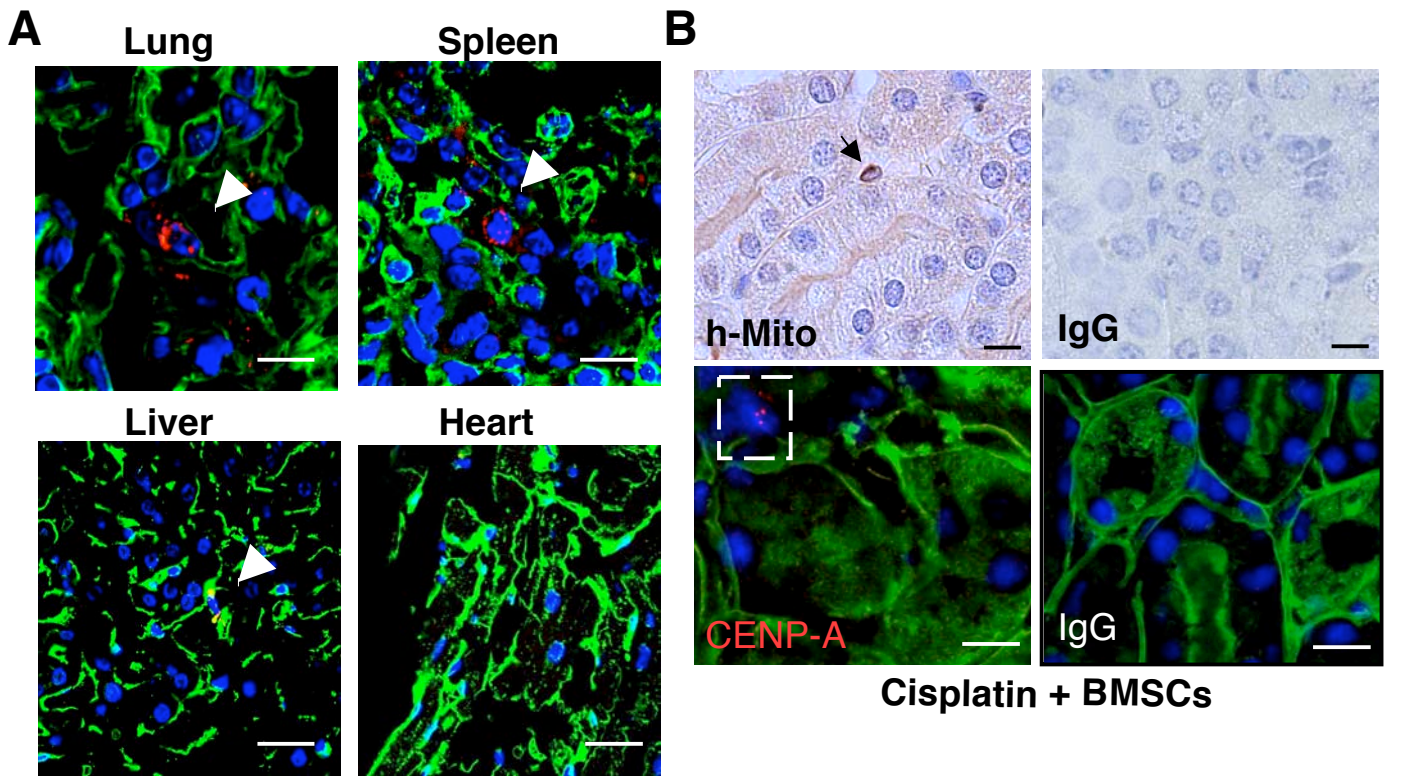 A
Lung
Spleen
Liver
Heart
B
h-Mito
IgG
CENP-A
IgG
Cisplatin + BMSCs